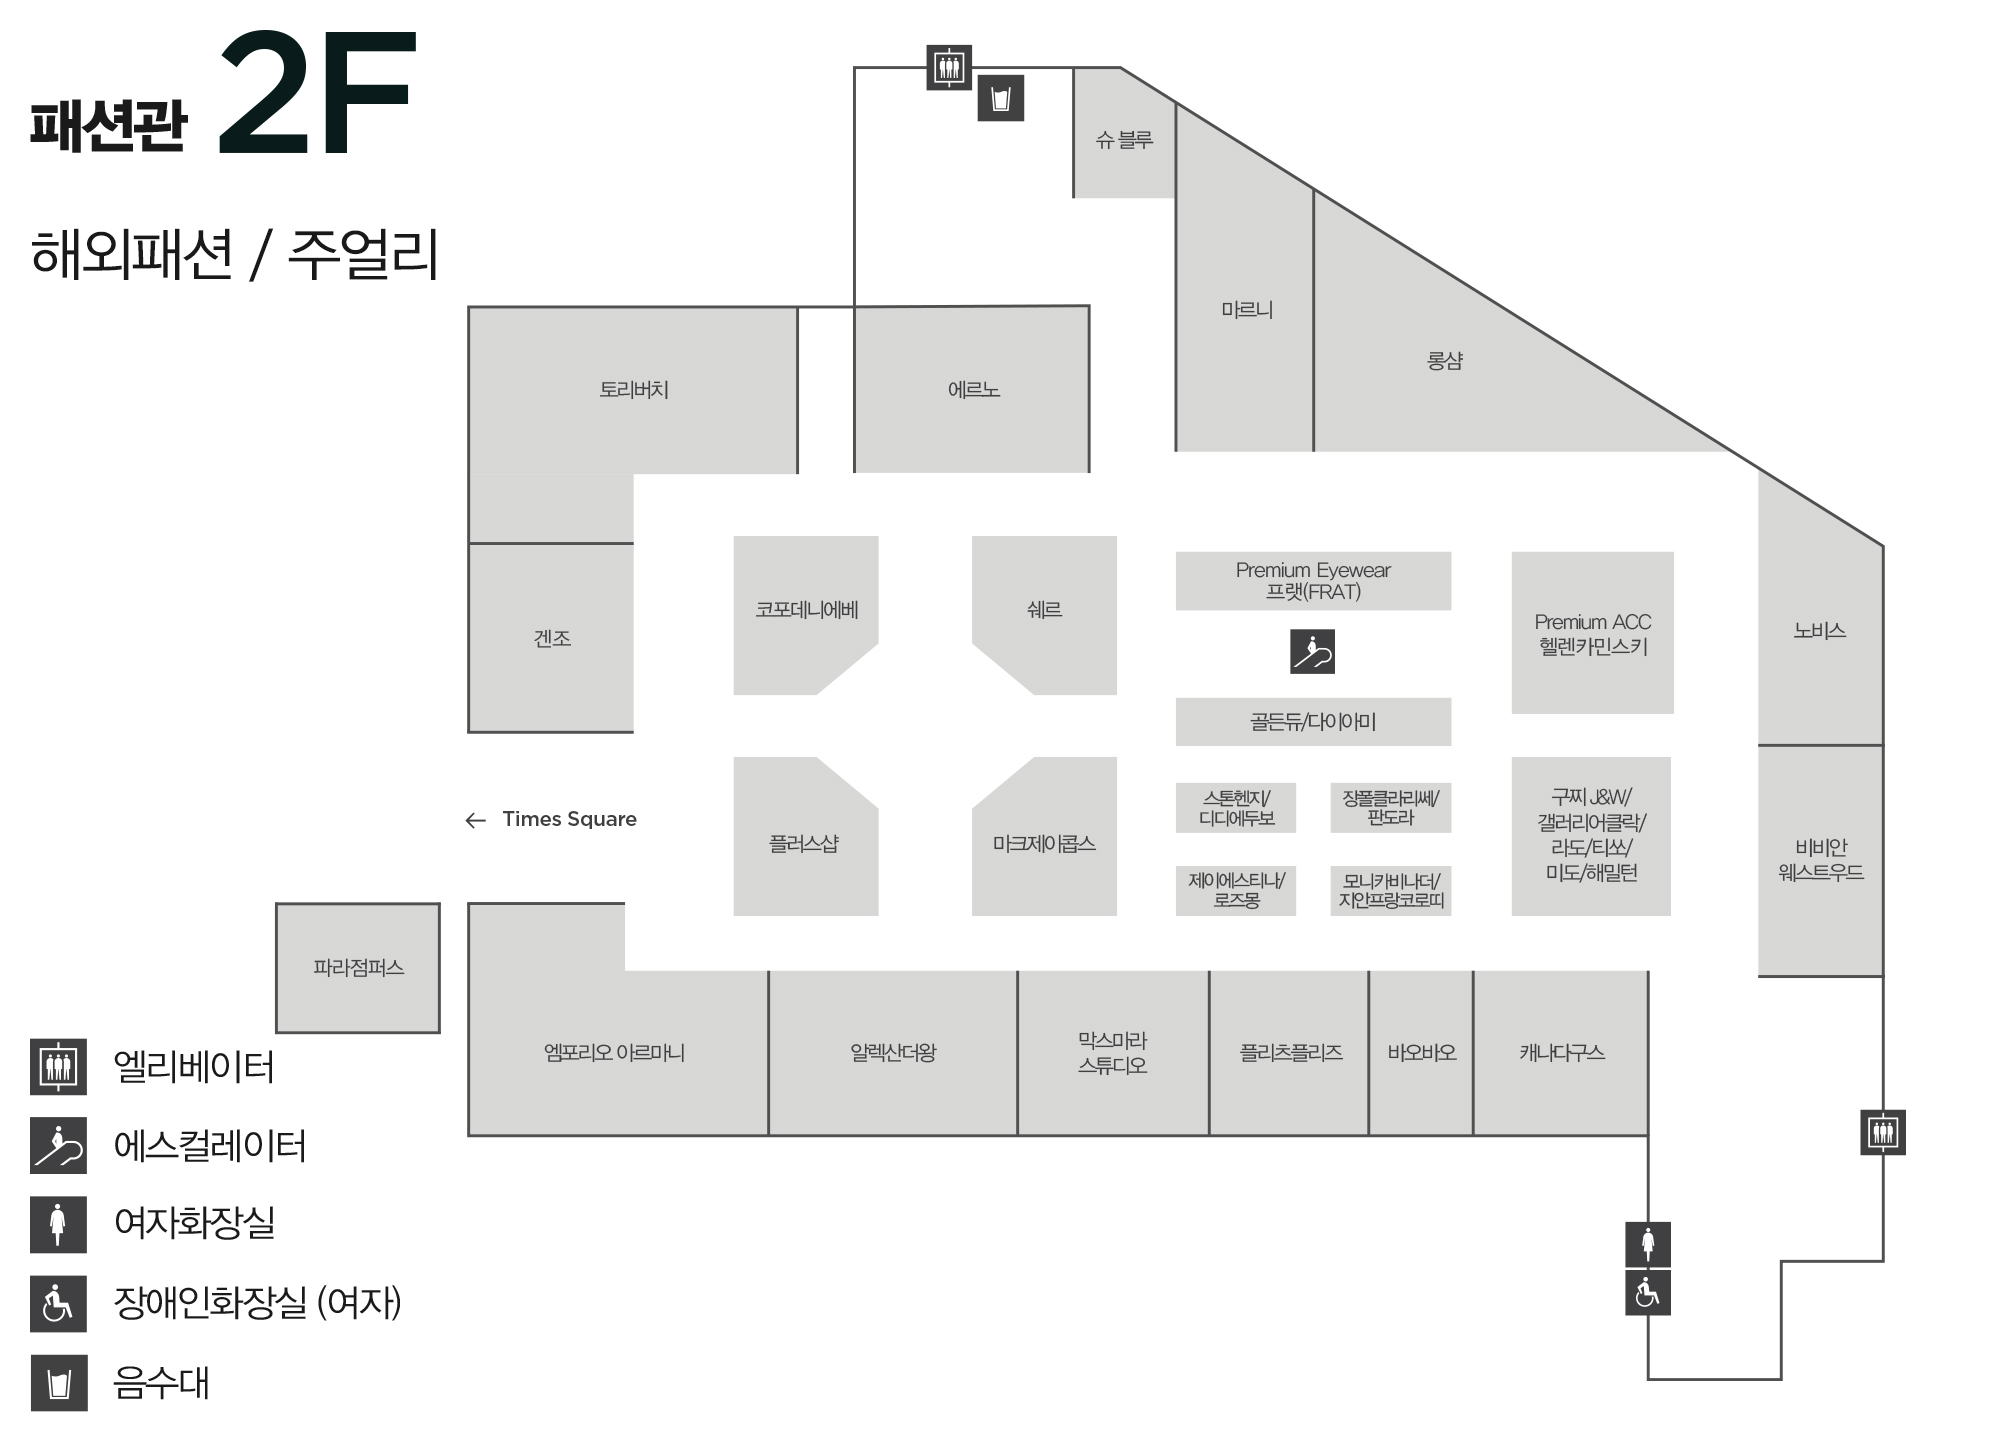 패션관 2F
해외패션 / 주얼리
슈 블루
마르니
롱샴
토리버치
에르노
겐조
코포데니에베
쉐르
Premium Eyewear
프랫(FRAT)
Premium ACC
헬렌카민스키
노비스
골든듀/다이아미
← Times Square
플러스샵
마크제이콥스
스톤헨지/
디디에두보
장폴클라리쎄/
판도라
제이에스티나/
로즈몽
모니카비나더/
지안프랑코로띠
구찌 J&W/
갤러리어클락/
라도/티쏘/
미도/해밀턴
비비안
웨스트우드
파라점퍼스
엠포리오 아르마니
알렉산더왕
막스마라
스튜디오
플리츠플리즈
바오바오
캐나다구스
엘리베이터
에스컬레이터
여자화장실
장애인화장실 (여자)
음수대